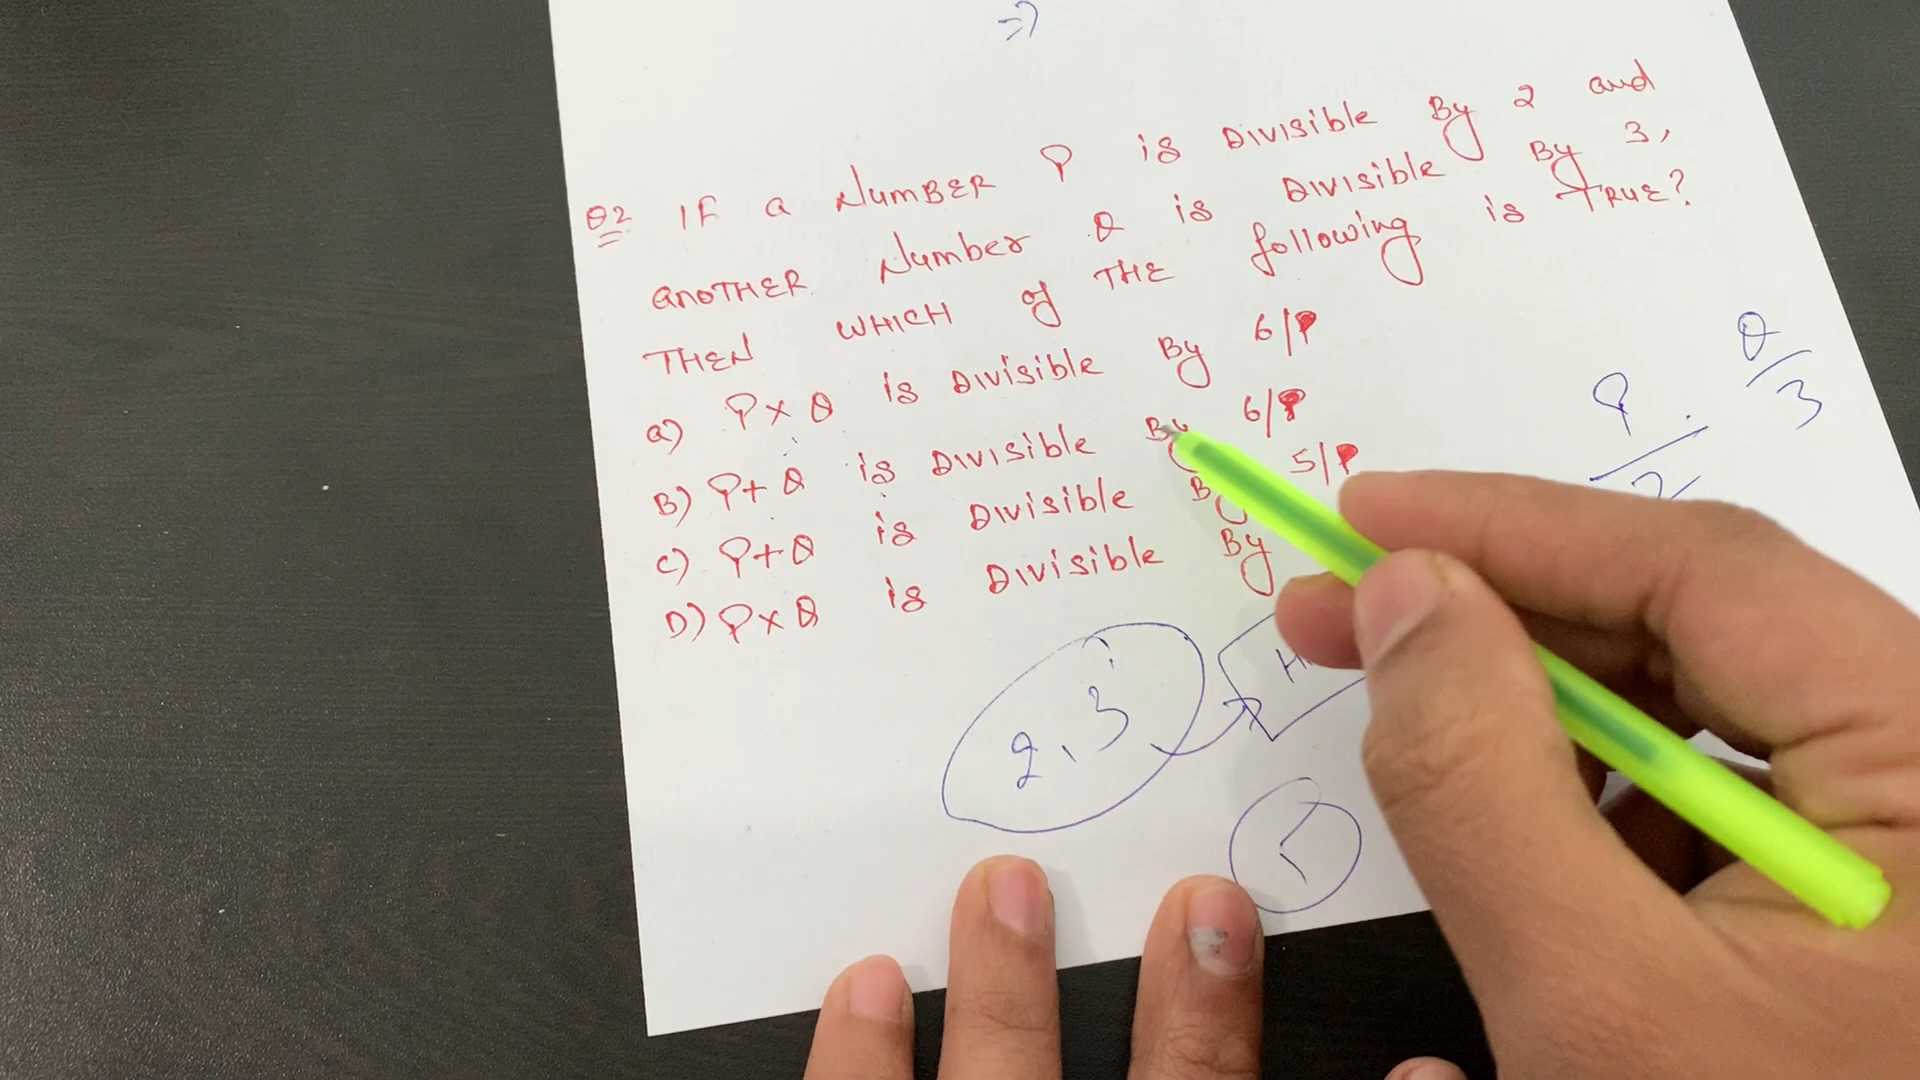 =>
Q2 IF a NUMBER P is DIVISIBLE By 2 and
ANOTHER Number Q is DIVISIBLE By 3,
THEN WHICH of THE following is TRUE?
a) P x Q is DIVISIBLE By 6/P
B) P + Q is DIVISIBLE By 6/P
C) P + Q is DIVISIBLE By 5/P
D) P x Q is DIVISIBLE By
P
2
Q
3
2, 3